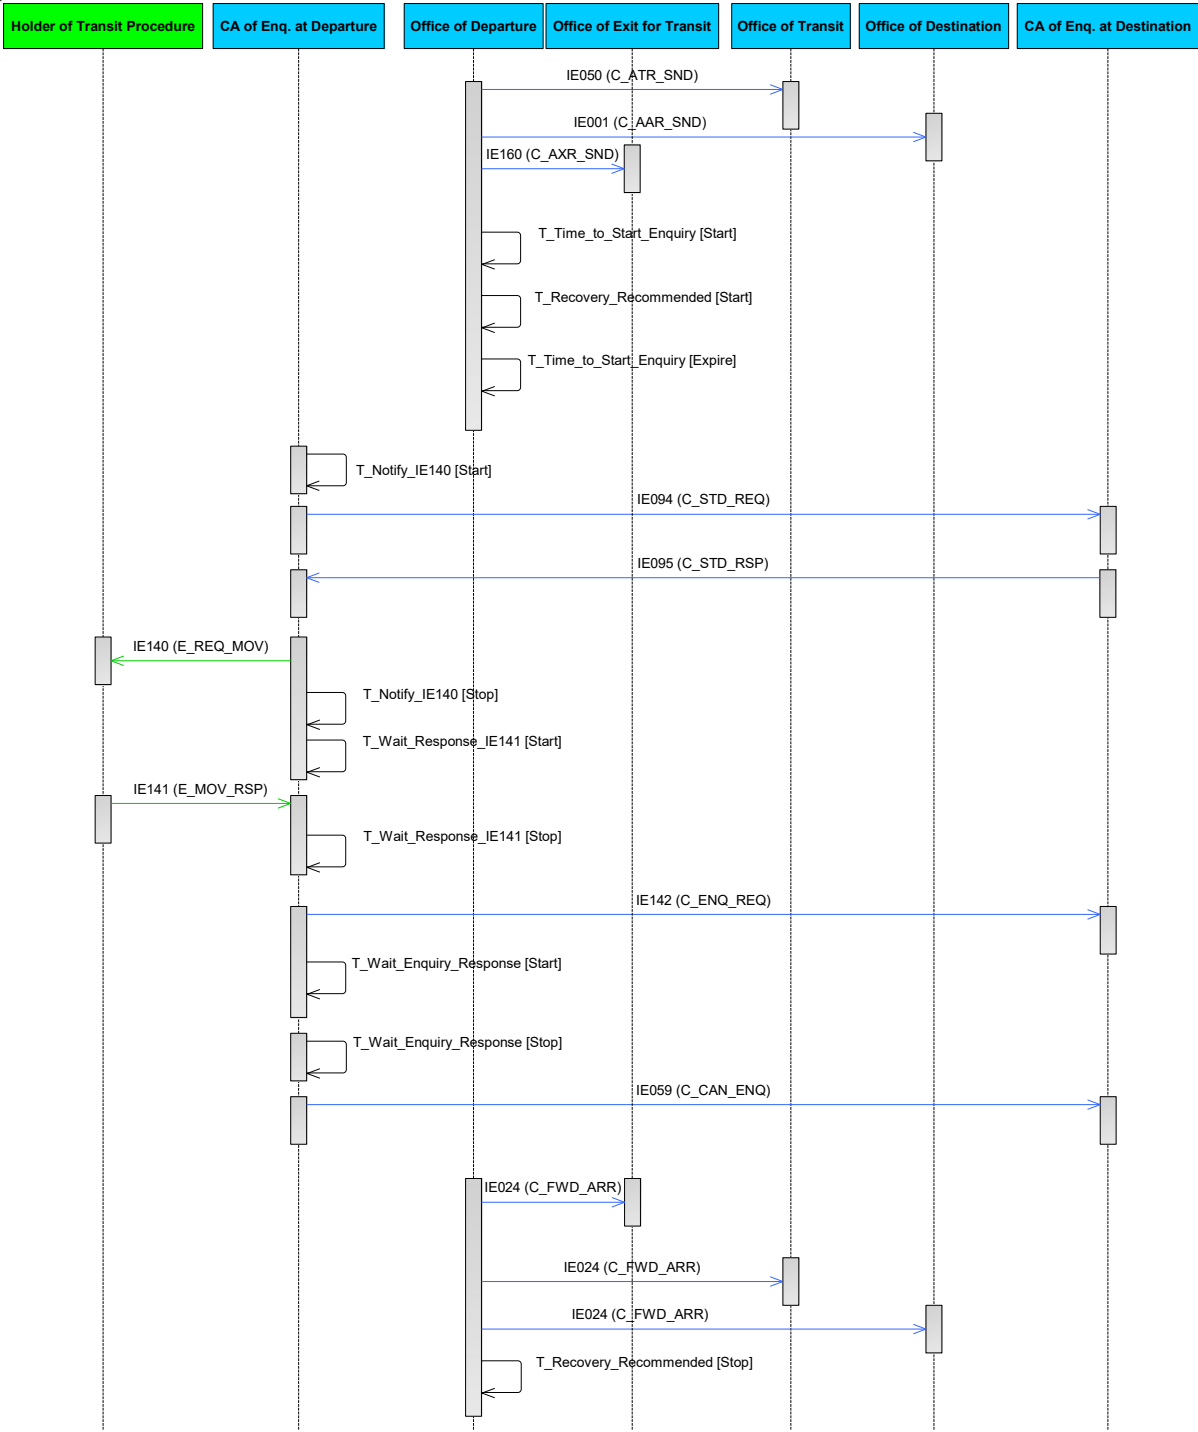 Holder of Transit Procedure
CA of Enq. at Departure
Office of Departure
Office of Exit for Transit
Office of Transit
Office of Destination
CA of Enq. at Destination
IE050 (C_ATR_SND)
IE001 (C_AAR_SND)
IE160 (C_AXR_SND)
T_Time_to_Start_Enquiry [Start]
T_Recovery_Recommended [Start]
T_Time_to_Start_Enquiry [Expire]
T_Notify_IE140 [Start]
IE094 (C_STD_REQ)
IE095 (C_STD_RSP)
IE140 (E_REQ_MOV)
T_Notify_IE140 [Stop]
T_Wait_Response_IE141 [Start]
IE141 (E_MOV_RSP)
T_Wait_Response_IE141 [Stop]
IE142 (C_ENQ_REQ)
T_Wait_Enquiry_Response [Start]
T_Wait_Enquiry_Response [Stop]
IE059 (C_CAN_ENQ)
IE024 (C_FWD_ARR)
IE024 (C_FWD_ARR)
IE024 (C_FWD_ARR)
T_Recovery_Recommended [Stop]